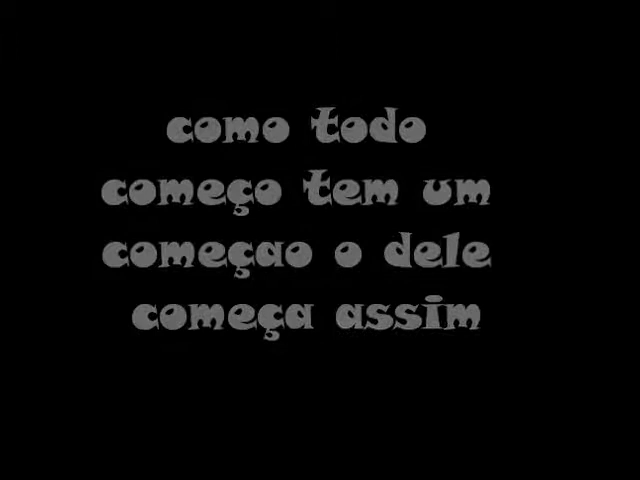 como todo
começo tem um
começao o dele
começa assim